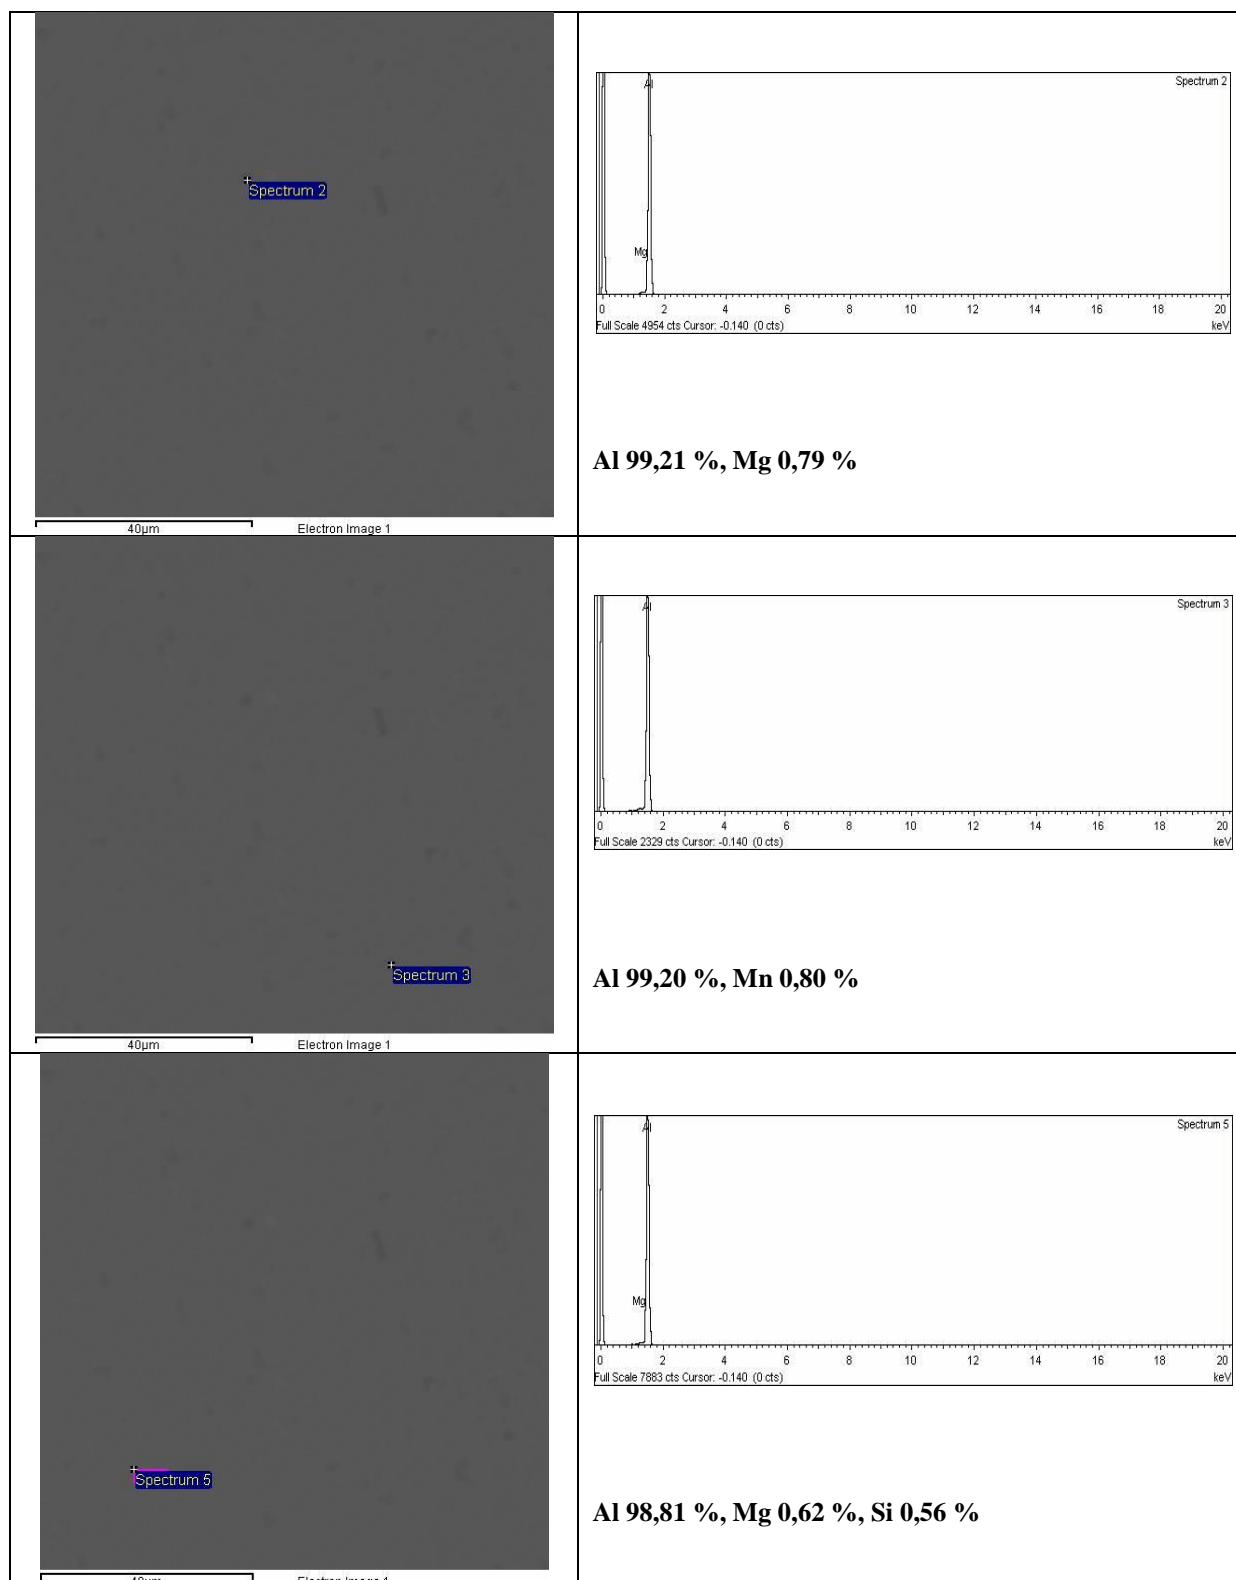 Spectrum 2
40µm
Electron Image 1
Al
Spectrum 2
Mg
0 2 4 6 8 10 12 14 16 18 20
Full Scale 4954 cts Cursor: -0.140 (0 cts)
keV
Al 99,21 %, Mg 0,79 %
Spectrum 3
40µm
Electron Image 1
Al
Spectrum 3
0 2 4 6 8 10 12 14 16 18 20
Full Scale 2329 cts Cursor: -0.140 (0 cts)
keV
Al 99,20 %, Mn 0,80 %
Spectrum 5
40µm
Electron Image 1
Al
Spectrum 5
Mg
0 2 4 6 8 10 12 14 16 18 20
Full Scale 7883 cts Cursor: -0.140 (0 cts)
keV
Al 98,81 %, Mg 0,62 %, Si 0,56 %